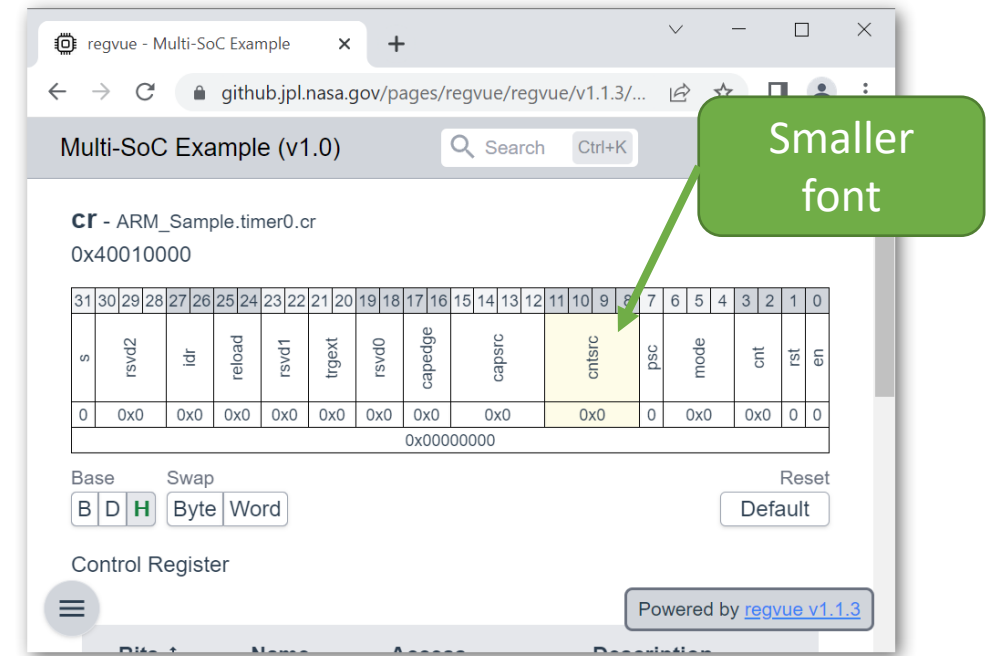 regvue - Multi-SoC Example
github.jpl.nasa.gov/pages/regvue/regvue/v1.1.3/...
Multi-SoC Example (v1.0)
Search Ctrl+K
Smaller
font
cr - ARM_Sample.timer0.cr
0x40010000
31 30 29 28 27 26 25 24 23 22 21 20 19 18 17 16 15 14 13 12 11 10 9 8 7 6 5 4 3 2 1 0
s rsvd2 idr reload rsvd1 trgext rsvd0 capedge capsrc cntsrc psc mode cnt rst en
0 0x0 0x0 0x0 0x0 0x0 0x0 0x0 0x0 0x0 0 0x0 0x0 0 0
0x00000000
Base Swap Reset
B D H Byte Word Default
Control Register
Powered by regvue v1.1.3
Bits ↑ Name Access Description